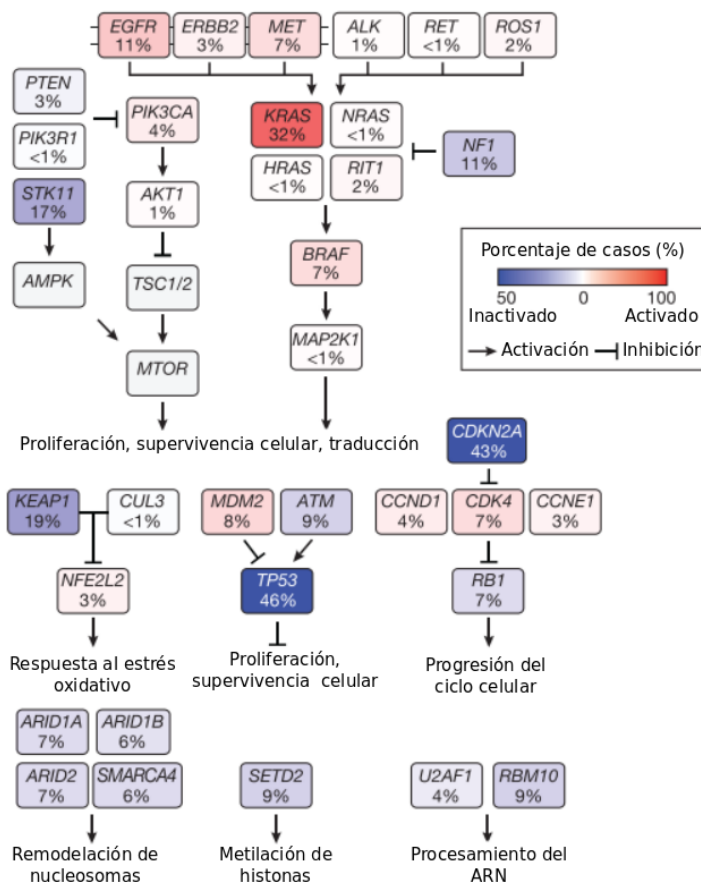 EGFR ERBB2 MET ALK RET ROS1
11% 3% 7% 1% <1% 2%
PTEN
3%
PIK3R1
<1%
PIK3CA
4%
STK11
17%
AKT1
1%
AMPK
TSC1/2
MTOR
KRAS NRAS
32% <1%
HRAS RIT1
<1% 2%
NF1
11%
BRAF
7%
MAP2K1
<1%
Porcentaje de casos (%)
50 0 100
Inactivado Activado
Activación Inhibición
Proliferación, supervivencia celular, traducción
KEAP1 CUL3
19% <1%
NFE2L2
3%
Respuesta al estrés
oxidativo
MDM2 ATM
8% 9%
TP53
46%
Proliferación,
supervivencia celular
CDKN2A
43%
CCND1 CDK4 CCNE1
4% 7% 3%
RB1
7%
Progresión del
ciclo celular
ARID1A ARID1B
7% 6%
ARID2 SMARCA4
7% 6%
Remodelación de
nucleosomas
SETD2
9%
Metilación de
histonas
U2AF1 RBM10
4% 9%
Procesamiento del
ARN